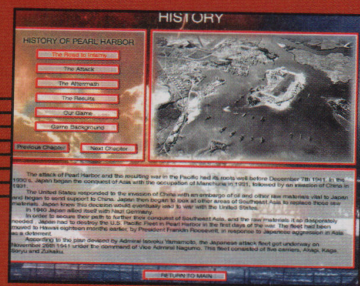 HISTORY
HISTORY OF PEARL HARBOR
The Road to Infamy
The Attack
The Aftermath
The Results
Our Game
Game Background
Previous Chapter
Next Chapter
The attack of Pearl Harbor and the resulting war in the Pacific had its roots well before December 7th 1941. In the
1930's, Japan began the conquest of Asia with the occupation of Manchuria in 1931, followed by an invasion of China in
1937.
The United States responded to the invasion of China with an embargo of oil and other raw materials vital to Japan
and began to send support to China. Japan then began to look at other areas of Southeast Asia to replace those raw
materials. Japan knew this decision would eventually lead to war with the United States.
In 1940 Japan allied itself with Nazi Germany.
In order to secure their path to further their conquest of Southeast Asia, and the raw materials it so desperately
needed, Japan had to destroy the U.S. Pacific Fleet in Pearl Harbor in the first days of the war. The fleet had been
moved to Hawaii eighteen months earlier, by President Franklin Roosevelt, in response to Japanese aggression in Asia
as a deterrent.
According to the plan devised by Admiral Isoroku Yamamoto, the Japanese attack fleet got underway on
November 26th 1941 under the command of Vice Admiral Nagumo. This fleet consisted of five carriers, Akagi, Kaga,
Soryu and Zuikaku.
RETURN TO MAIN